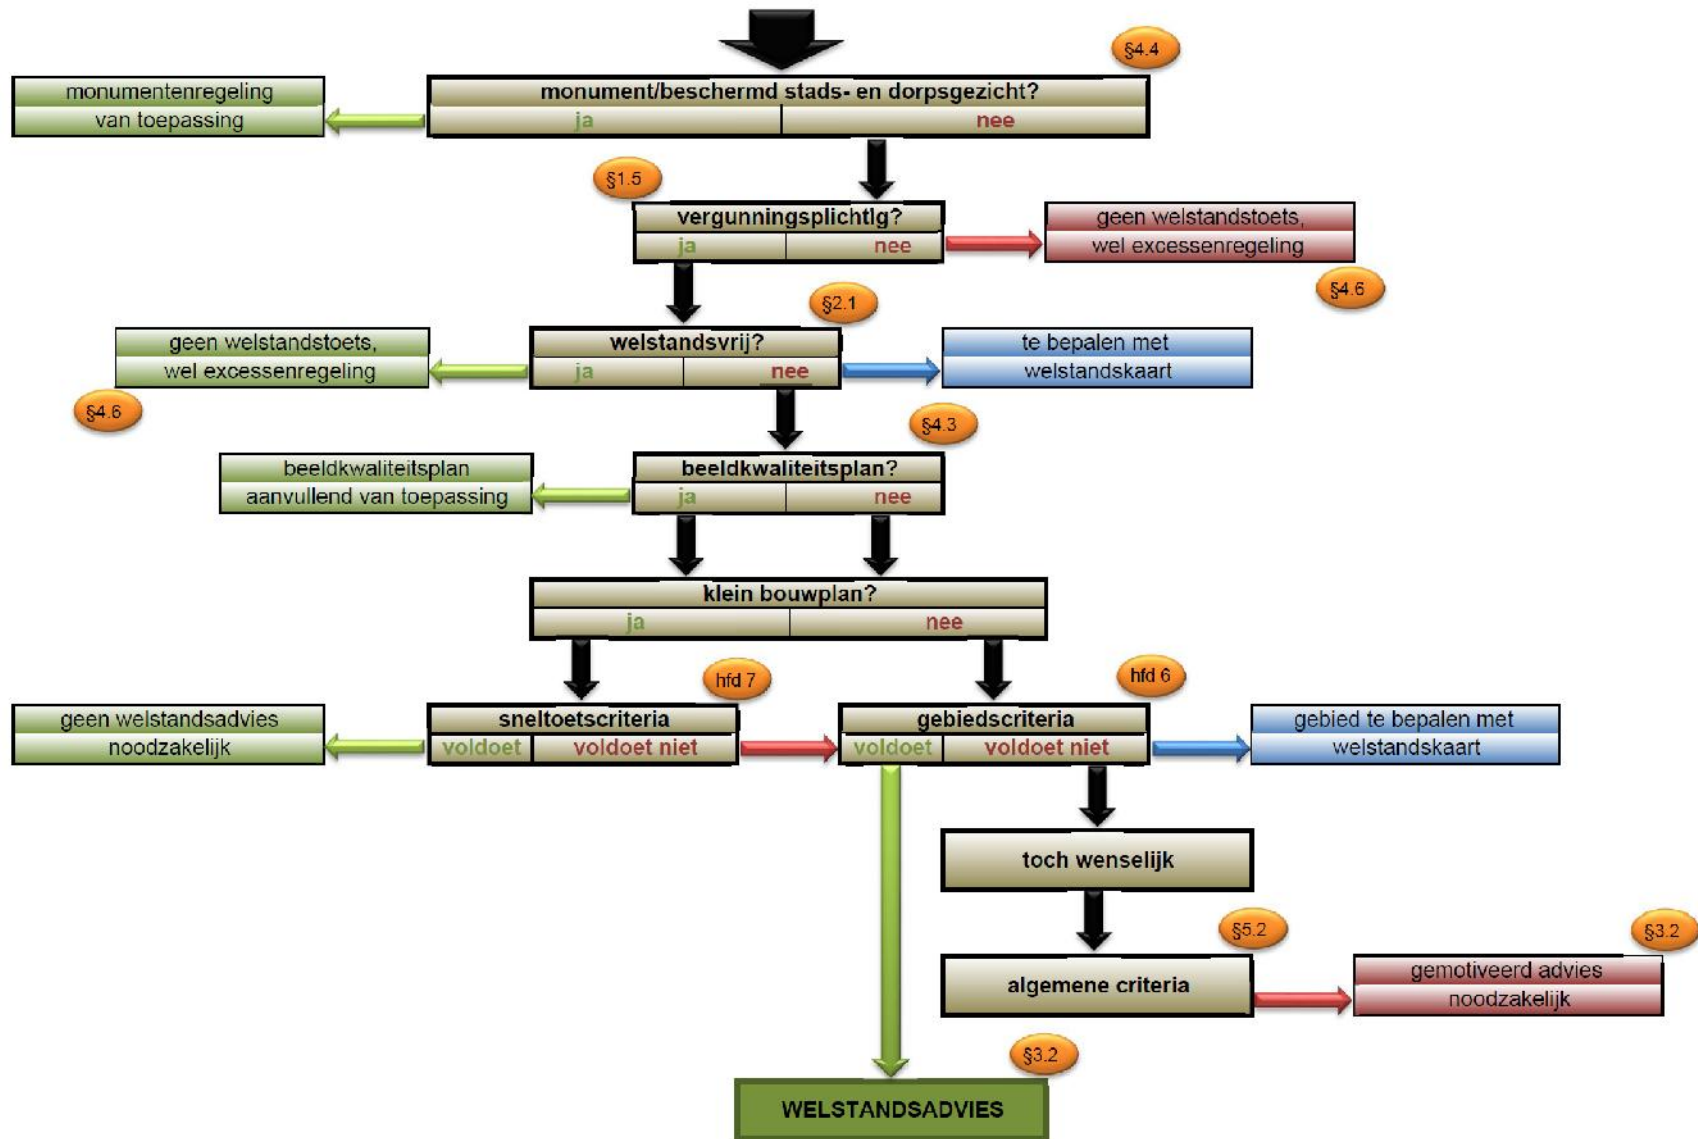 §4.4
monumentenregeling
van toepassing
monument/beschermd stads- en dorpsgezicht?
ja nee
§1.5
vergunningsplichtig?
ja nee
geen welstandstoets,
wel excessenregeling
§4.6
§2.1
geen welstandstoets,
wel excessenregeling
§4.6
welstandsvrij?
ja nee
te bepalen met
welstandskaart
§4.3
beeldkwaliteitsplan
aanvullend van toepassing
beeldkwaliteitsplan?
ja nee
klein bouwplan?
ja nee
hfd 7
hfd 6
geen welstandsadvies
noodzakelijk
sneltoetscriteria
voldoet voldoet niet
gebiedscriteria
voldoet voldoet niet
gebied te bepalen met
welstandskaart
toch wenselijk
§5.2
§3.2
algemene criteria
gemotiveerd advies
noodzakelijk
§3.2
WELSTANDSADVIES